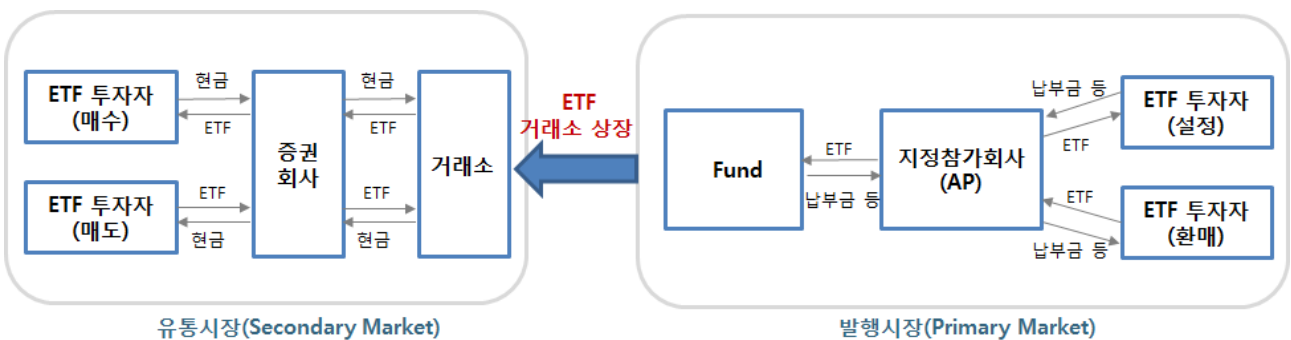 ETF 투자자
(매수)
현금
ETF
ETF 투자자
(매도)
ETF
현금
증권
회사
현금
ETF
ETF
현금
거래소
유통시장(Secondary Market)
ETF
거래소 상장
Fund
ETF
납부금 등
지정참가회사
(AP)
납부금 등
ETF
ETF 투자자
(설정)
ETF
납부금 등
ETF 투자자
(환매)
발행시장(Primary Market)